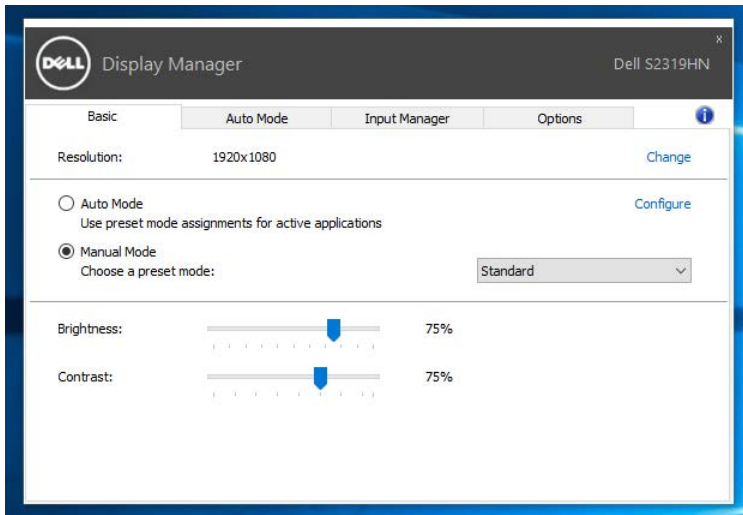 DELL Display Manager
x
Dell S2319HN
Basic Auto Mode Input Manager Options
Resolution: 1920x1080 Change
Auto Mode Configure
Use preset mode assignments for active applications
Manual Mode
Choose a preset mode: Standard
Brightness: 75%
Contrast: 75%